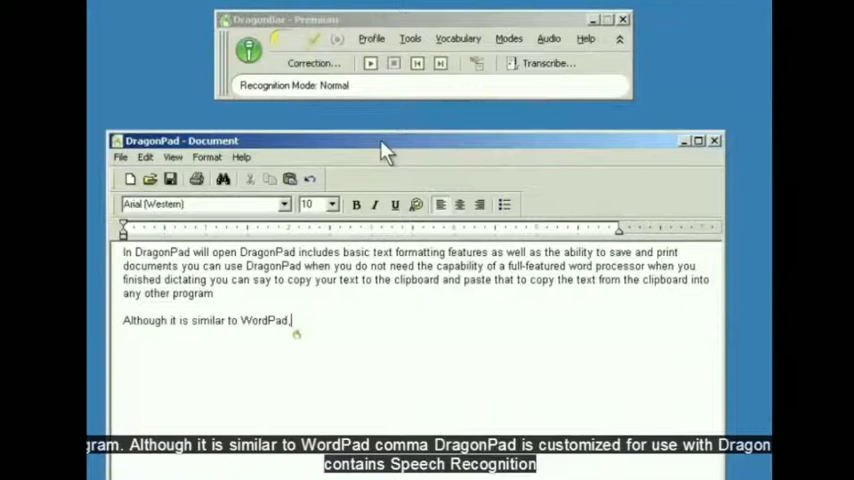 DragonBar - Premium
Profile Tools Vocabulary Modes Audio Help
Correction... Transcribe...
Recognition Mode: Normal
DragonPad - Document
File Edit View Format Help
Arial (Western) 10 B I U
In DragonPad will open DragonPad includes basic text formatting features as well as the ability to save and print
documents you can use DragonPad when you do not need the capability of a full-featured word processor when you
finished dictating you can say to copy your text to the clipboard and paste that to copy the text from the clipboard into
any other program
Although it is similar to WordPad,
gram. Although it is similar to WordPad comma DragonPad is customized for use with Dragon
contains Speech Recognition